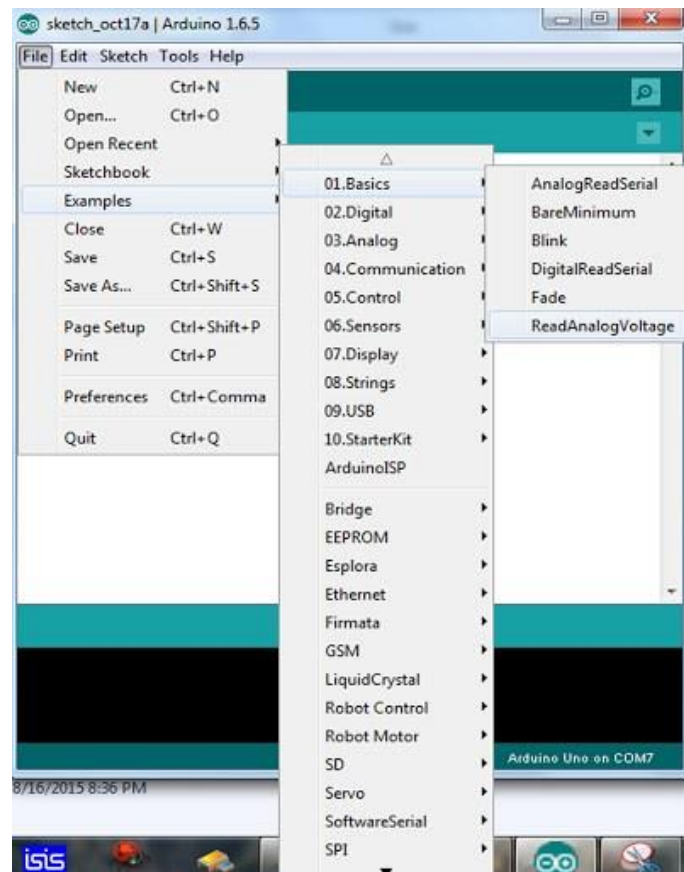 sketch_oct17a | Arduino 1.6.5
File Edit Sketch Tools Help
New Ctrl+N
Open... Ctrl+O
Open Recent
Sketchbook
Examples
Close Ctrl+W
Save Ctrl+S
Save As... Ctrl+Shift+S
Page Setup Ctrl+Shift+P
Print Ctrl+P
Preferences Ctrl+Comma
Quit Ctrl+Q
01.Basics
02.Digital
03.Analog
04.Communication
05.Control
06.Sensors
07.Display
08.Strings
09.USB
10.StarterKit
ArduinoISP
Bridge
EEPROM
Esplora
Ethernet
Firmata
GSM
LiquidCrystal
Robot Control
Robot Motor
SD
Servo
SoftwareSerial
SPI
AnalogReadSerial
BareMinimum
Blink
DigitalReadSerial
Fade
ReadAnalogVoltage
Arduino Uno on COM7
8/16/2015 8:36 PM
isis